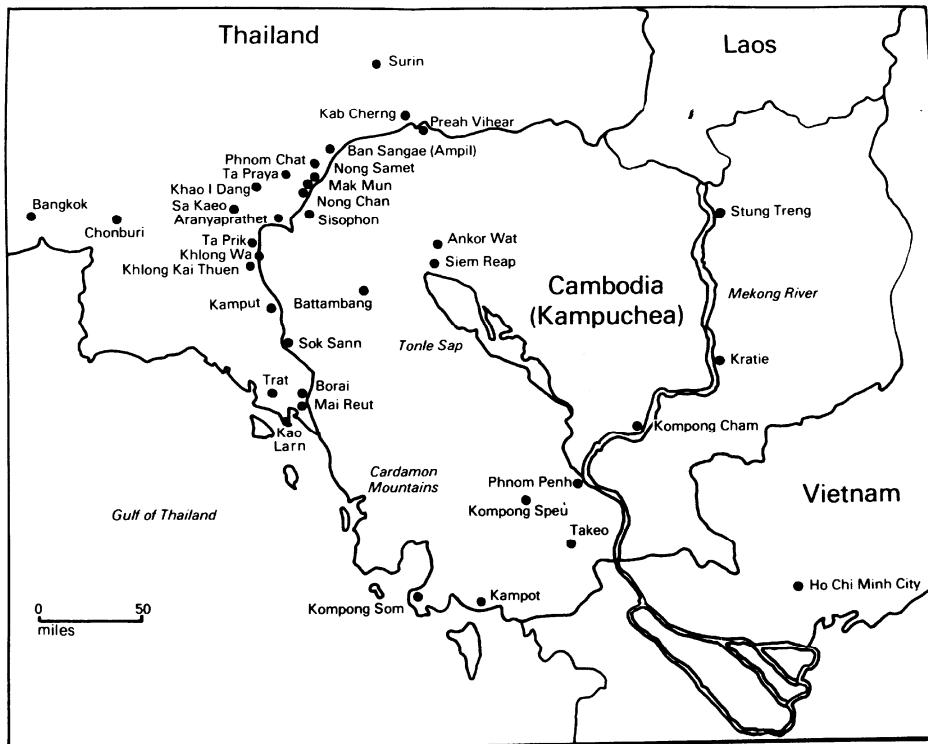 Thailand
Laos
Surin
Kab Cherng
Preah Vihear
Ban Sangae (Ampil)
Phnom Chat
Nong Samet
Ta Praya
Mak Mun
Khao I Dang
Nong Chan
Sa Kaeo
Bangkok
Chonburi
Aranyaprathet
Sisophon
Stung Treng
Ta Prik
Ankor Wat
Khlong Wa
Siem Reap
Khlong Kai Thuen
Cambodia
(Kampuchea)
Mekong River
Kamput
Battambang
Sok Sann
Tonle Sap
Kratie
Trat
Borai
Mai Reut
Kao
Larn
Kompong Cham
Cardamon
Mountains
Phnom Penh
Kompong Speu
Vietnam
Gulf of Thailand
Takeo
Ho Chi Minh City
Kompong Som
Kampot
0 50
miles